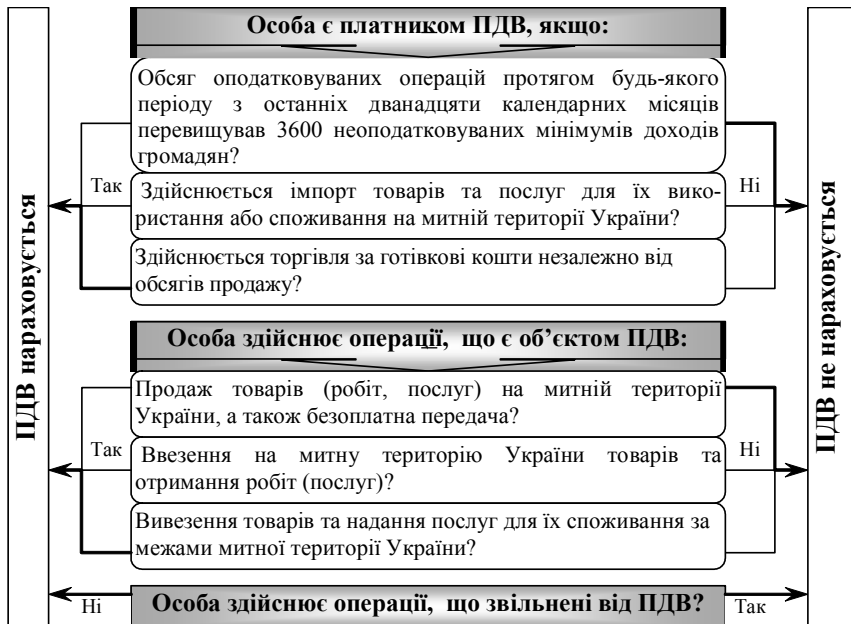 Особа є платником ПДВ, якщо:
Обсяг оподатковуваних операцій протягом будь-якого
періоду з останніх дванадцяти календарних місяців
перевищував 3600 неоподатковуваних мінімумів доходів
громадян?
Так
Здійснюється імпорт товарів та послуг для їх вико-
ристання або споживання на митній території України?
Ні
Здійснюється торгівля за готівкові кошти незалежно від
обсягів продажу?
ПДВ нараховується
ПДВ не нараховується
Особа здійснює операції, що є об’єктом ПДВ:
Продаж товарів (робіт, послуг) на митній території
України, а також безоплатна передача?
Так
Ввезення на митну територію України товарів та
отримання робіт (послуг)?
Ні
Вивезення товарів та надання послуг для їх споживання за
межами митної території України?
Ні
Особа здійснює операції, що звільнені від ПДВ?
Так